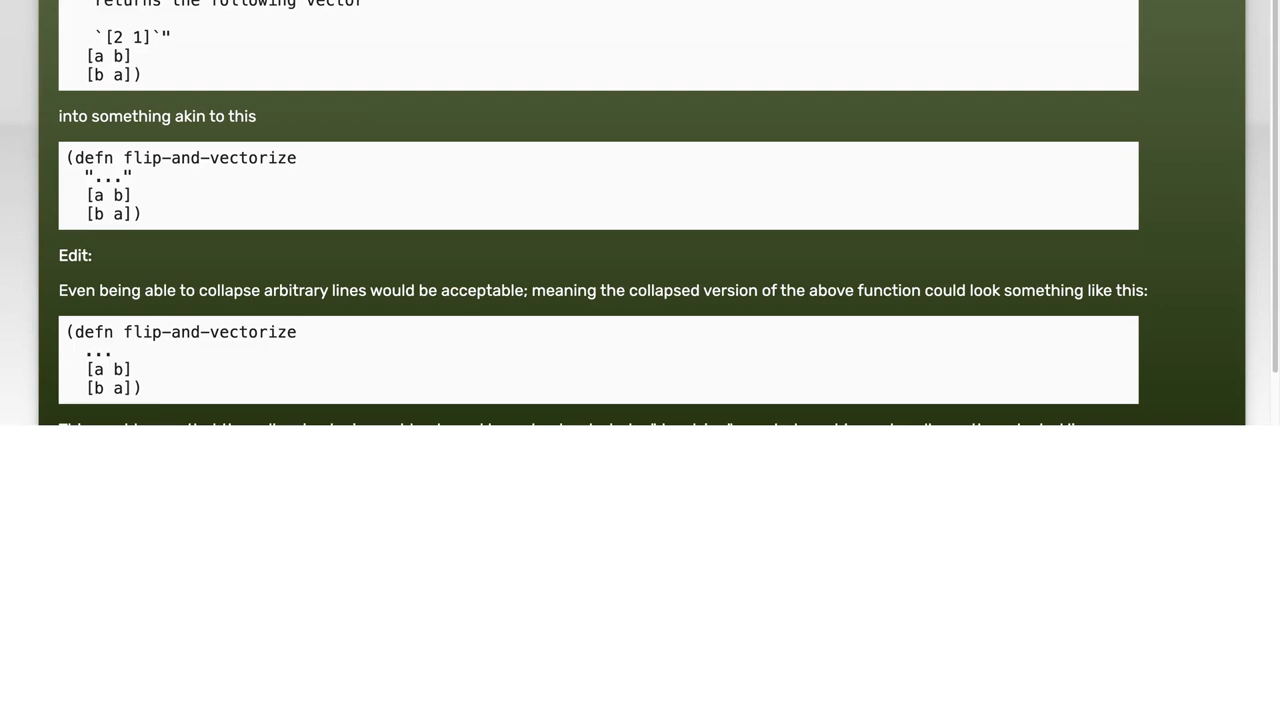 returns the following vector
`[2 1]`"
[a b]
[b a])
into something akin to this
(defn flip-and-vectorize
"..."
[a b]
[b a])
Edit:
Even being able to collapse arbitrary lines would be acceptable; meaning the collapsed version of the above function could look something like this:
(defn flip-and-vectorize
...
[a b]
[b a])